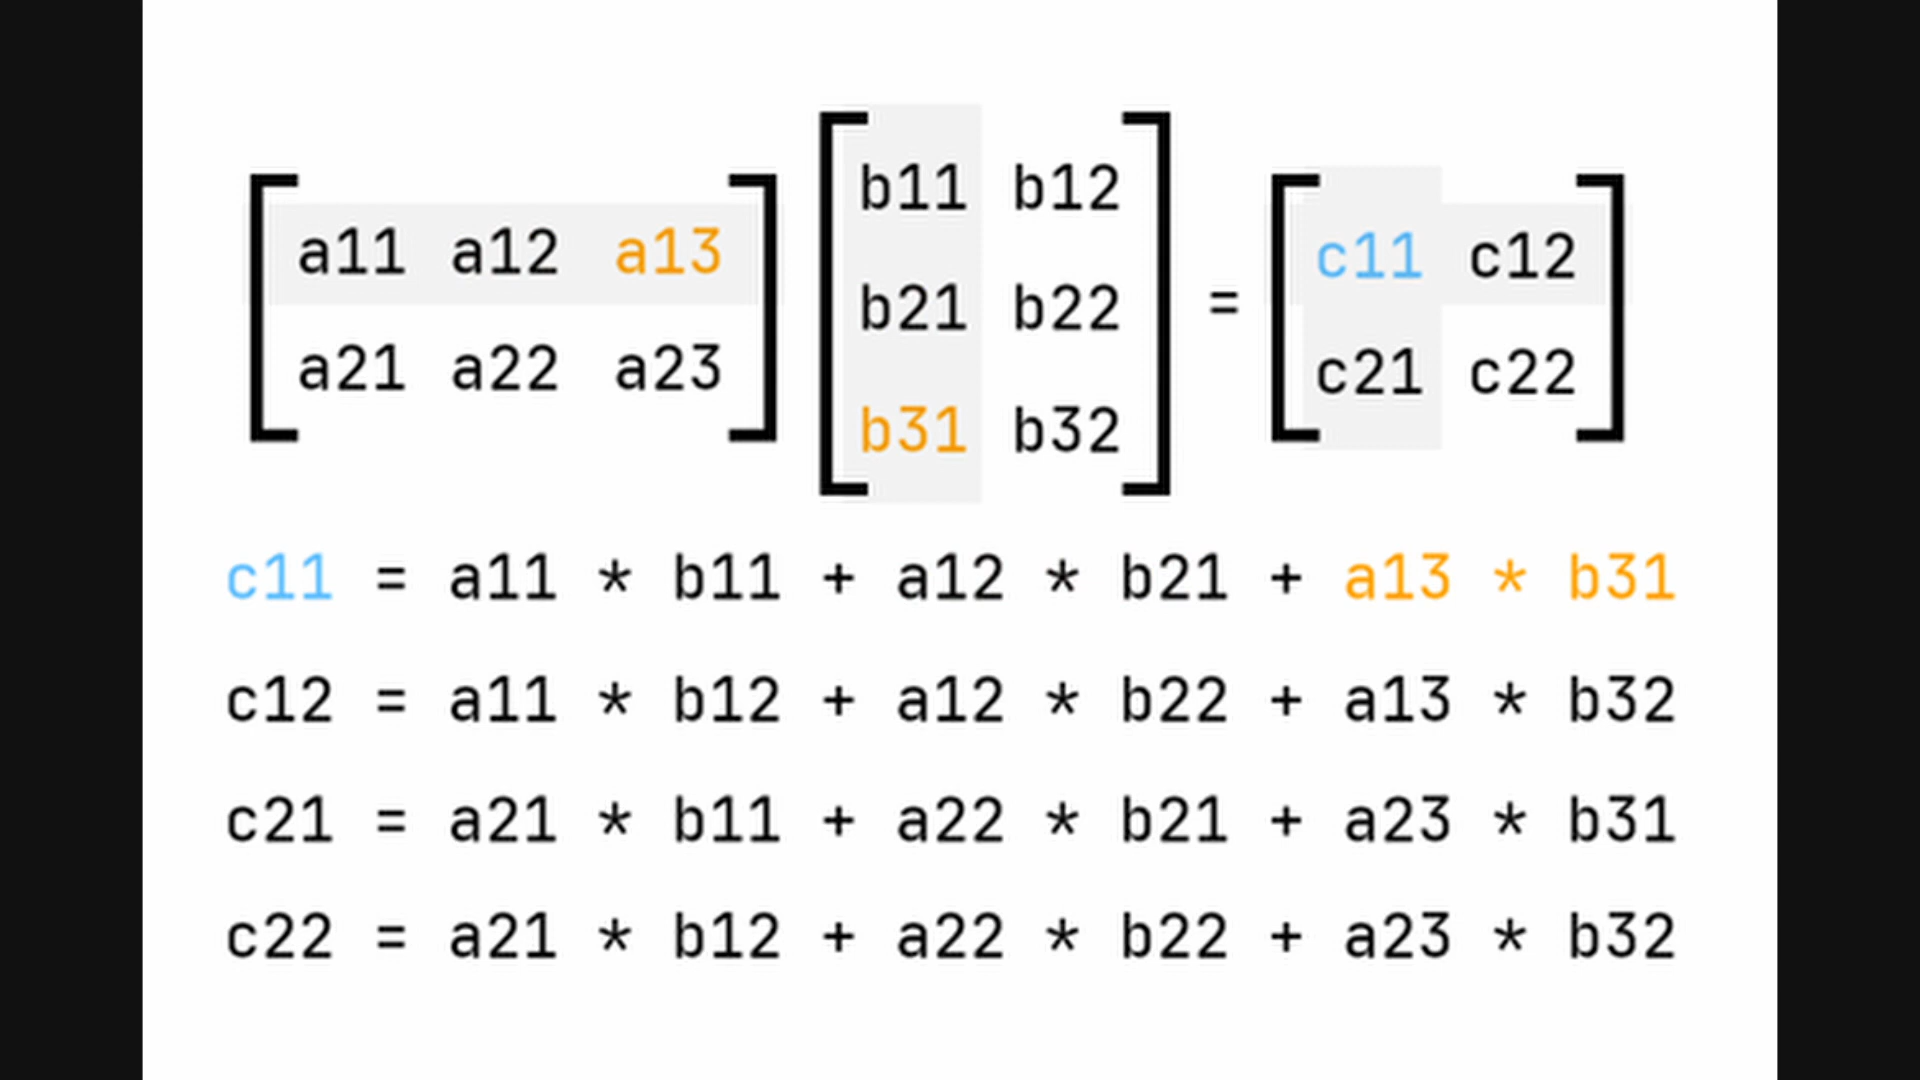 a11 a12 a13
a21 a22 a23
b11 b12
b21 b22
b31 b32
=
c11 c12
c21 c22
c11 = a11 * b11 + a12 * b21 + a13 * b31
c12 = a11 * b12 + a12 * b22 + a13 * b32
c21 = a21 * b11 + a22 * b21 + a23 * b31
c22 = a21 * b12 + a22 * b22 + a23 * b32